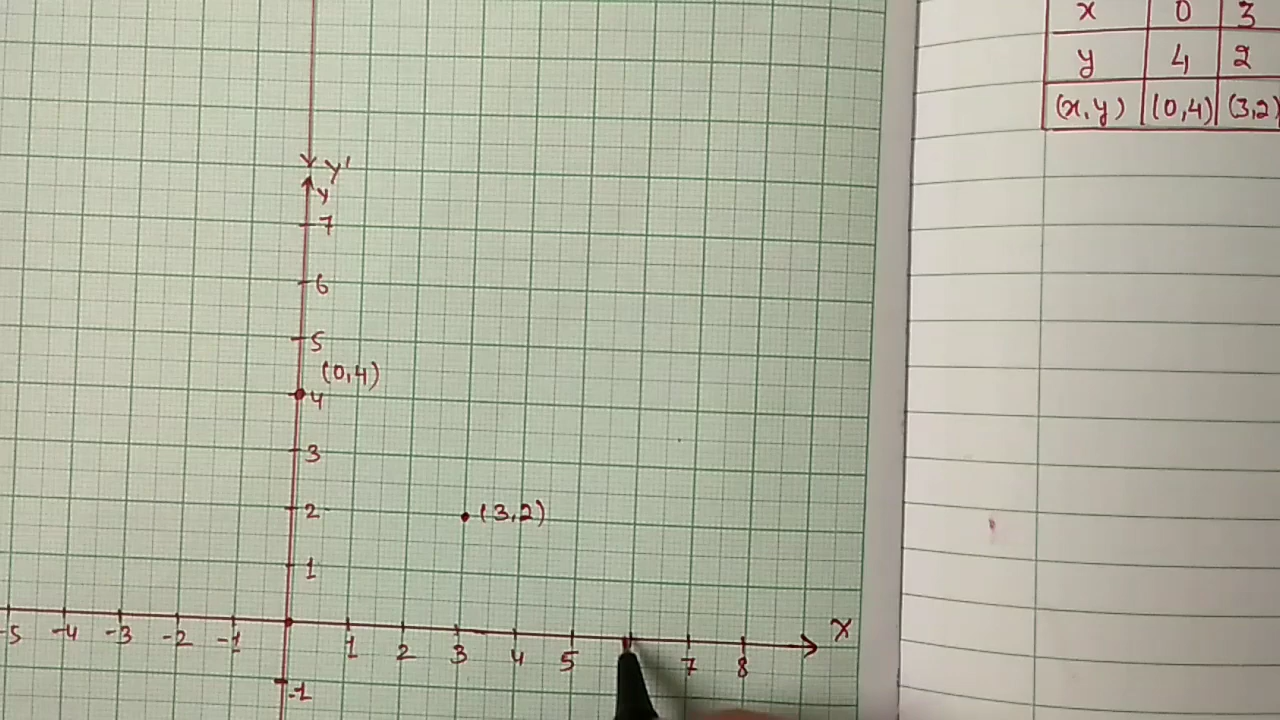 x 0 3
y 4 2
(x,y) (0,4) (3,2)
y'
y
7
6
5
(0,4)
4
3
2 (3,2)
1
X
-5 -4 -3 -2 -1 1 2 3 4 5 7 8
-1